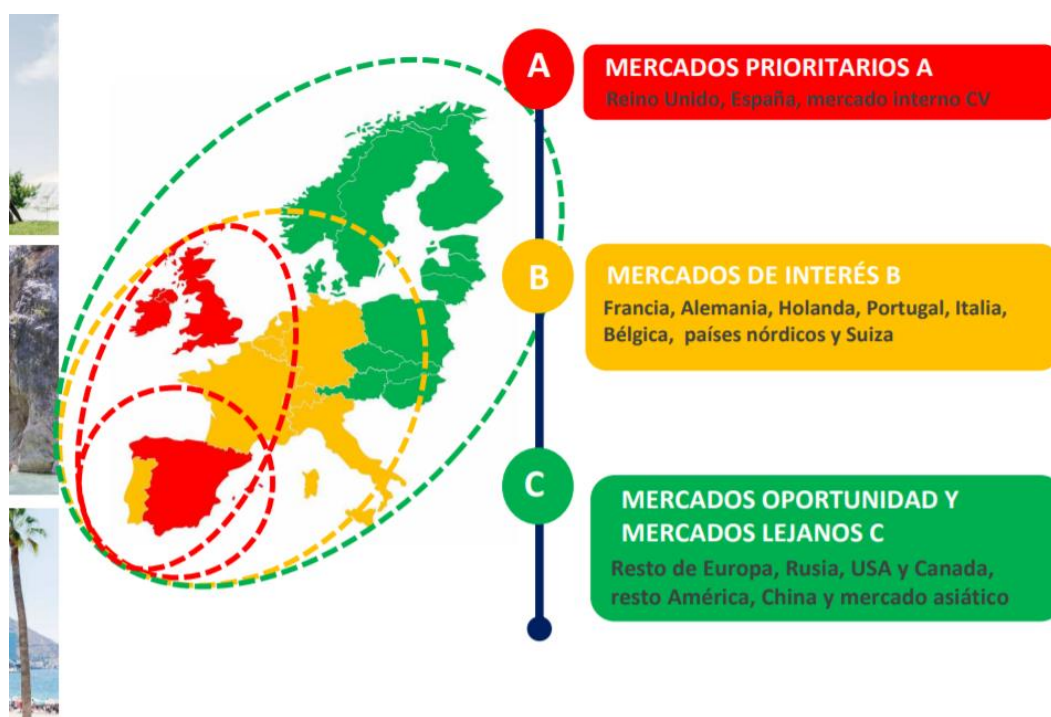 A
MERCADOS PRIORITARIOS A
Reino Unido, España, mercado interno CV
B
MERCADOS DE INTERÉS B
Francia, Alemania, Holanda, Portugal, Italia,
Bélgica, países nórdicos y Suiza
C
MERCADOS OPORTUNIDAD Y
MERCADOS LEJANOS C
Resto de Europa, Rusia, USA y Canada,
resto América, China y mercado asiático